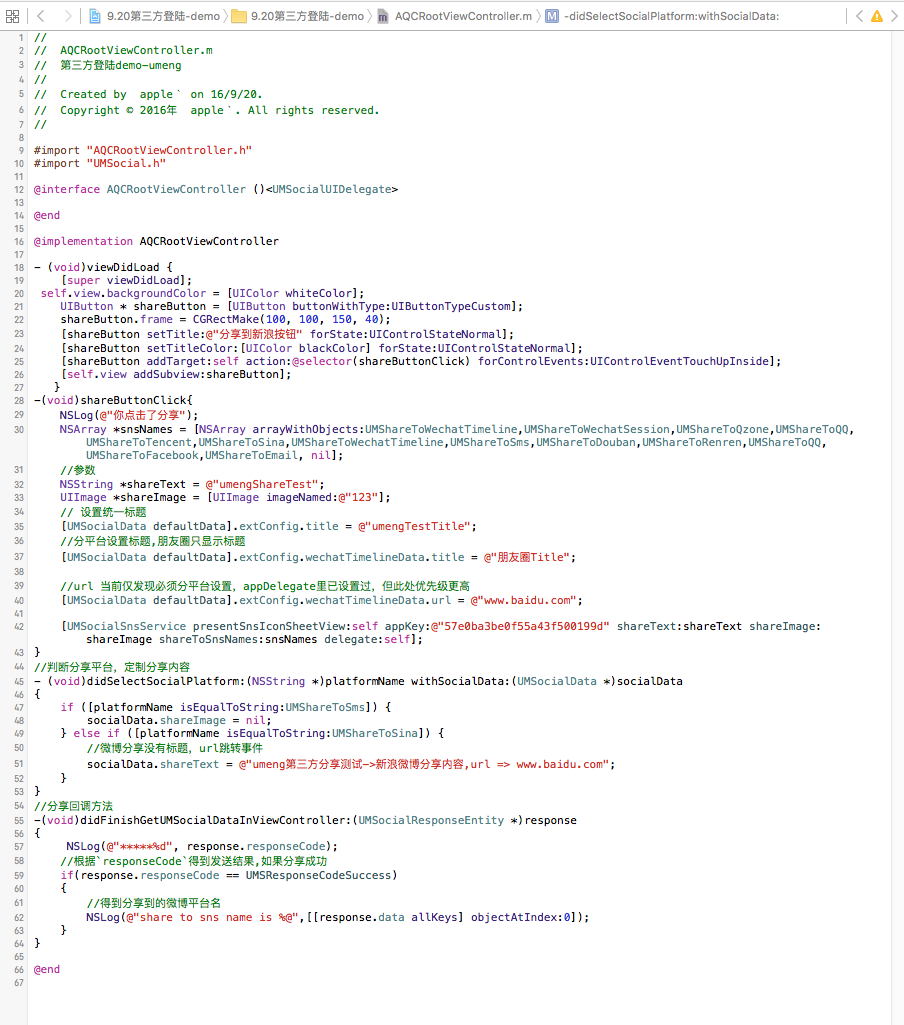 9.20第三方登陆-demo 9.20第三方登陆-demo AQCRootViewController.m M -didSelectSocialPlatform:withSocialData:
1 //
2 //  AQCRootViewController.m
3 //  第三方登陆demo-umeng
4 //
5 //  Created by  apple` on 16/9/20.
6 //  Copyright © 2016年  apple`. All rights reserved.
7 //
8
9 #import "AQCRootViewController.h"
10 #import "UMSocial.h"
11
12 @interface AQCRootViewController ()<UMSocialUIDelegate>
13
14 @end
15
16 @implementation AQCRootViewController
17
18 - (void)viewDidLoad {
19     [super viewDidLoad];
20  self.view.backgroundColor = [UIColor whiteColor];
21     UIButton * shareButton = [UIButton buttonWithType:UIButtonTypeCustom];
22     shareButton.frame = CGRectMake(100, 100, 150, 40);
23     [shareButton setTitle:@"分享到新浪按钮" forState:UIControlStateNormal];
24     [shareButton setTitleColor:[UIColor blackColor] forState:UIControlStateNormal];
25     [shareButton addTarget:self action:@selector(shareButtonClick) forControlEvents:UIControlEventTouchUpInside];
26     [self.view addSubview:shareButton];
27    }
28 -(void)shareButtonClick{
29     NSLog(@"你点击了分享");
30     NSArray *snsNames = [NSArray arrayWithObjects:UMShareToWechatTimeline,UMShareToWechatSession,UMShareToQzone,UMShareToQQ,
UMShareToTencent,UMShareToSina,UMShareToWechatTimeline,UMShareToSms,UMShareToDouban,UMShareToRenren,UMShareToQQ,
UMShareToFacebook,UMShareToEmail, nil];
31     //参数
32     NSString *shareText = @"umengShareTest";
33     UIImage *shareImage = [UIImage imageNamed:@"123"];
34     // 设置统一标题
35     [UMSocialData defaultData].extConfig.title = @"umengTestTitle";
36     //分平台设置标题,朋友圈只显示标题
37     [UMSocialData defaultData].extConfig.wechatTimelineData.title = @"朋友圈Title";
38
39     //url 当前仅发现必须分平台设置，appDelegate里已设置过，但此处优先级更高
40     [UMSocialData defaultData].extConfig.wechatTimelineData.url = @"www.baidu.com";
41
42     [UMSocialSnsService presentSnsIconSheetView:self appKey:@"57e0ba3be0f55a43f500199d" shareText:shareText shareImage:
shareImage shareToSnsNames:snsNames delegate:self];
43 }
44 //判断分享平台，定制分享内容
45 - (void)didSelectSocialPlatform:(NSString *)platformName withSocialData:(UMSocialData *)socialData
46 {
47     if ([platformName isEqualToString:UMShareToSms]) {
48         socialData.shareImage = nil;
49     } else if ([platformName isEqualToString:UMShareToSina]) {
50         //微博分享没有标题，url跳转事件
51         socialData.shareText = @"umeng第三方分享测试->新浪微博分享内容,url => www.baidu.com";
52     }
53 }
54 //分享回调方法
55 -(void)didFinishGetUMSocialDataInViewController:(UMSocialResponseEntity *)response
56 {
57      NSLog(@"*****%d", response.responseCode);
58     //根据`responseCode`得到发送结果,如果分享成功
59     if(response.responseCode == UMSResponseCodeSuccess)
60     {
61         //得到分享到的微博平台名
62         NSLog(@"share to sns name is %@",[[response.data allKeys] objectAtIndex:0]);
63     }
64 }
65
66 @end
67